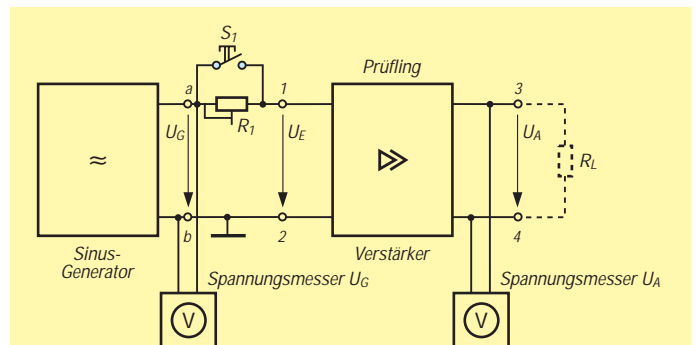 S1
Prüfling
a
1
3
UG
R1
UE
UA
RL
≈
b
2
4
Sinus-
Generator
Verstärker
Spannungsmesser UG
Spannungsmesser UA
V
V